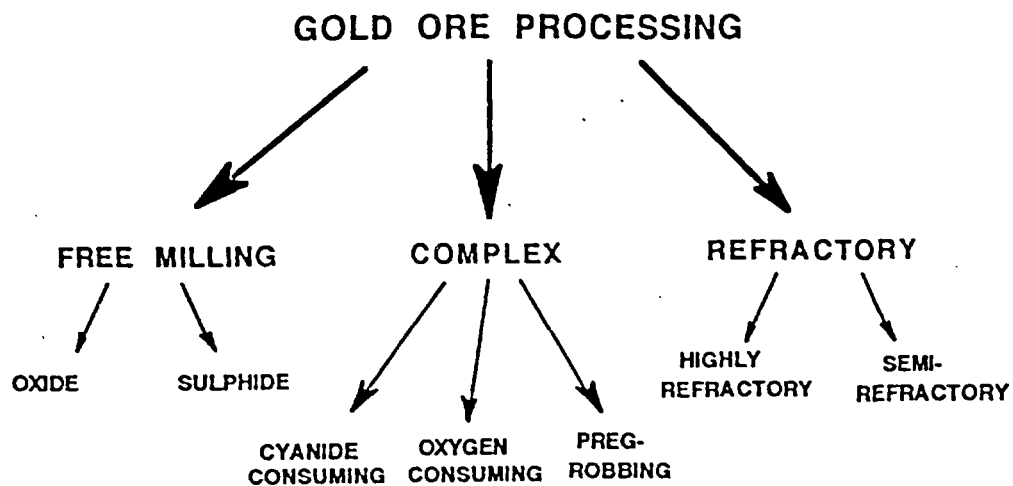 GOLD ORE PROCESSING
FREE MILLING
COMPLEX
REFRACTORY
OXIDE
SULPHIDE
CYANIDE
CONSUMING
OXYGEN
CONSUMING
PREG-
ROBBING
HIGHLY
REFRACTORY
SEMI-
REFRACTORY